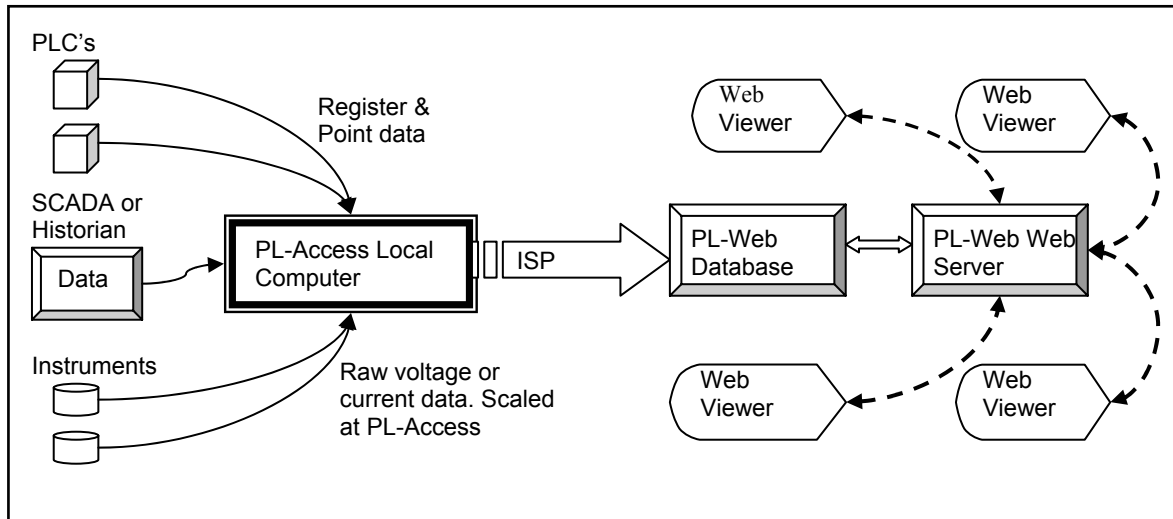 PLC's
Register &
Point data
SCADA or
Historian
Data
PL-Access Local
Computer
Instruments
Raw voltage or
current data. Scaled
at PL-Access
ISP
PL-Web
Database
PL-Web Web
Server
Web
Viewer
Web
Viewer
Web
Viewer
Web
Viewer